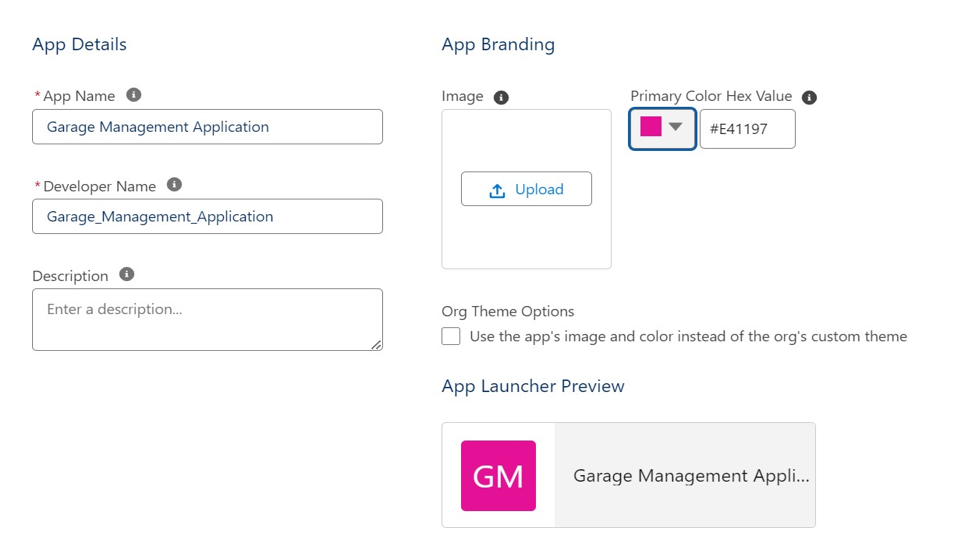 App Details
* App Name
Garage Management Application
* Developer Name
Garage_Management_Application
Description
Enter a description...
App Branding
Image
Upload
Primary Color Hex Value
#E41197
Org Theme Options
Use the app's image and color instead of the org's custom theme
App Launcher Preview
GM
Garage Management Appli...